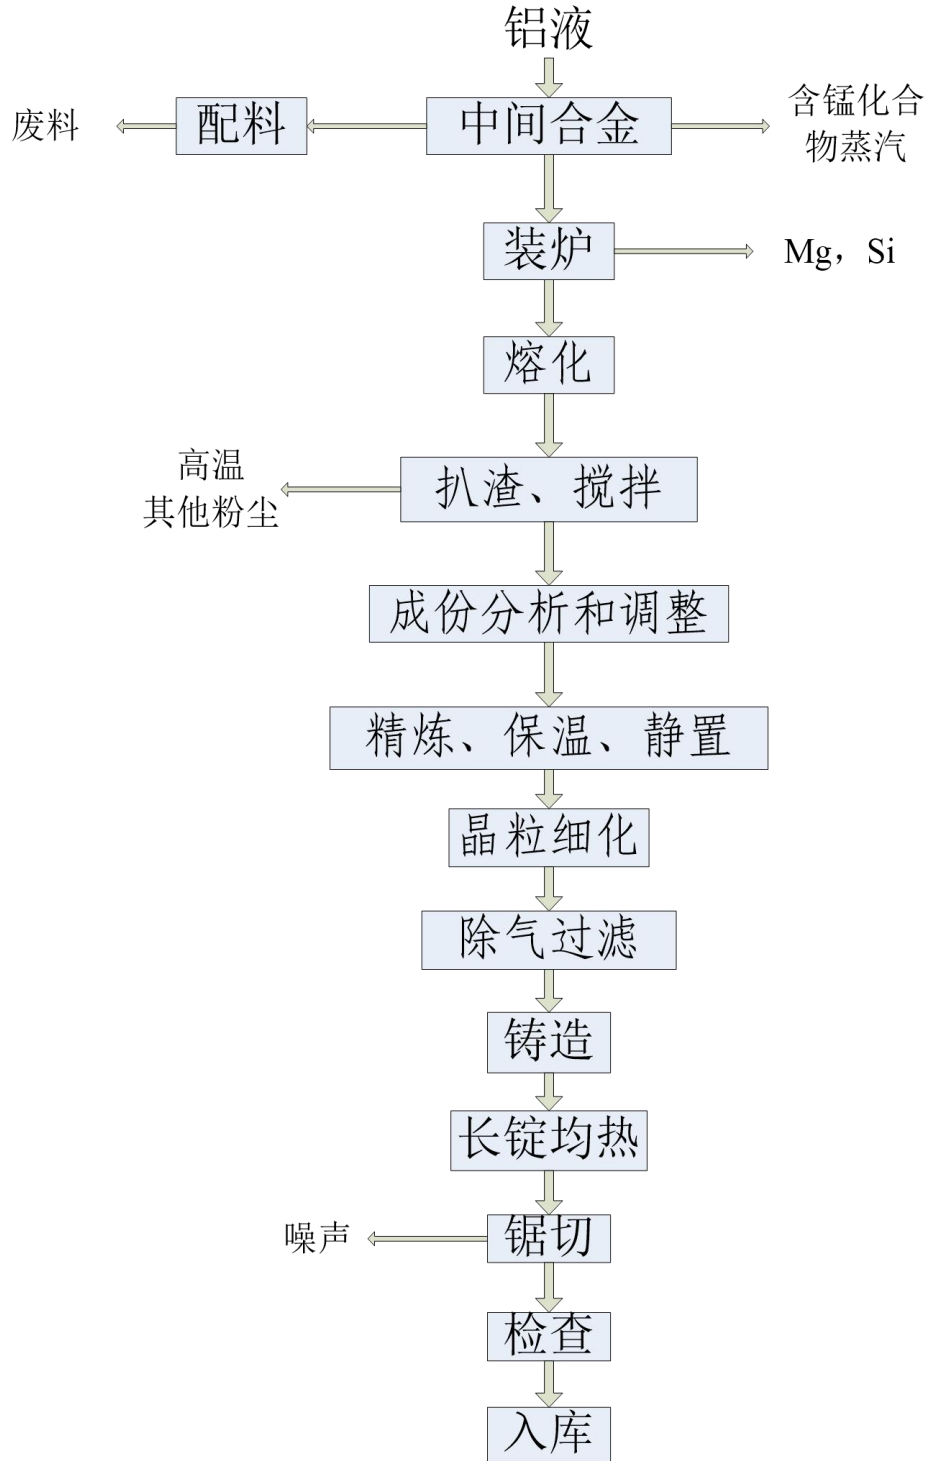 铝液
废料
配料
中间合金
含锰化合
物蒸汽
装炉
Mg，Si
熔化
高温
其他粉尘
扒渣、搅拌
成份分析和调整
精炼、保温、静置
晶粒细化
除气过滤
铸造
长锭均热
噪声
锯切
检查
入库